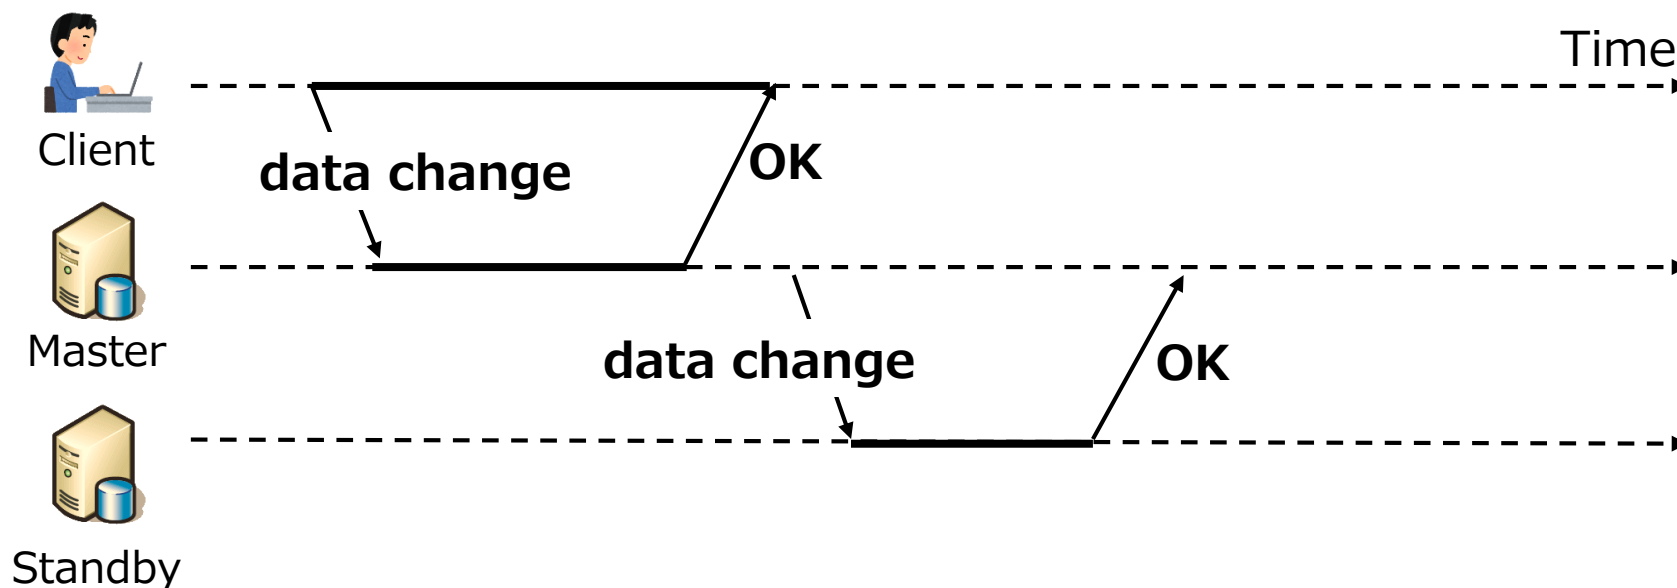 Time
Client
data change
OK
Master
data change
OK
Standby